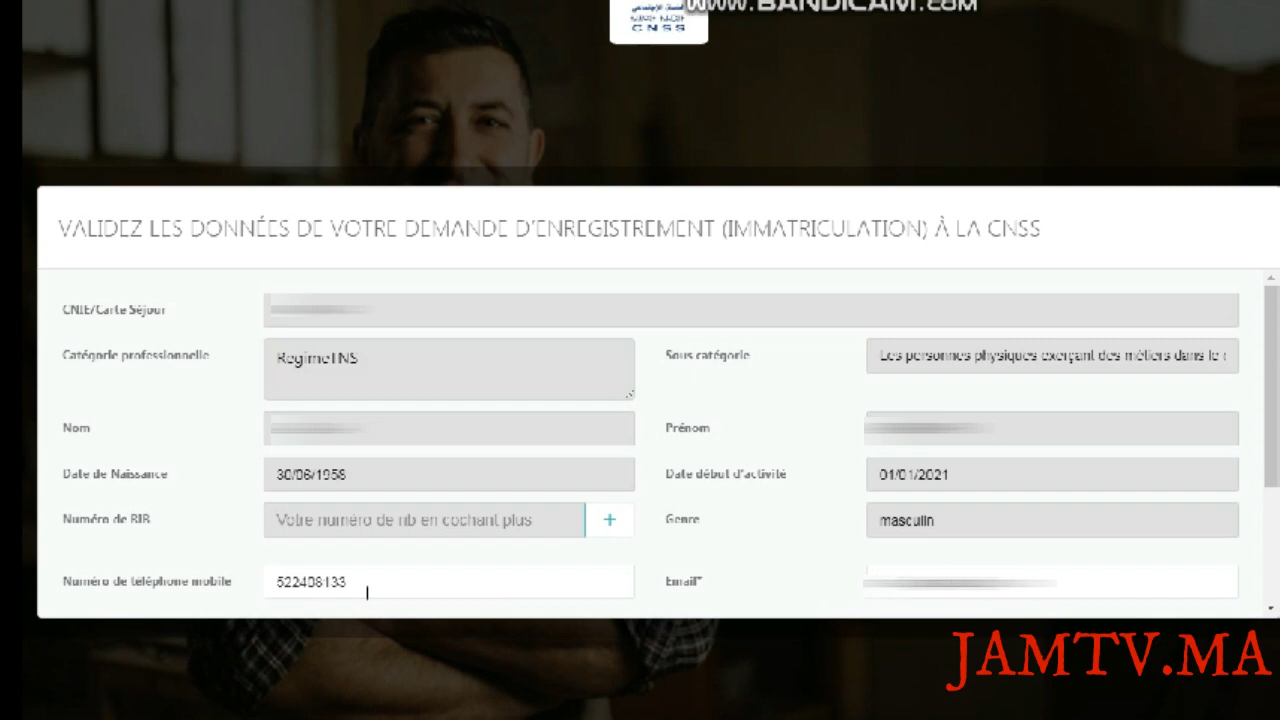 www.BANDICAM.com
CNSS
VALIDEZ LES DONNÉES DE VOTRE DEMANDE D'ENREGISTREMENT (IMMATRICULATION) À LA CNSS
CNIE/Carte Séjour
Catégorie professionnelle RegimeTNS Sous catégorie Les personnes physiques exerçant des métiers dans le
Nom Prénom
Date de Naissance 30/06/1958 Date début d'activité 01/01/2021
Numéro de RIB Votre numéro de rib en cochant plus + Genre masculin
Numéro de téléphone mobile 522408133 Email*
JAMTV.MA